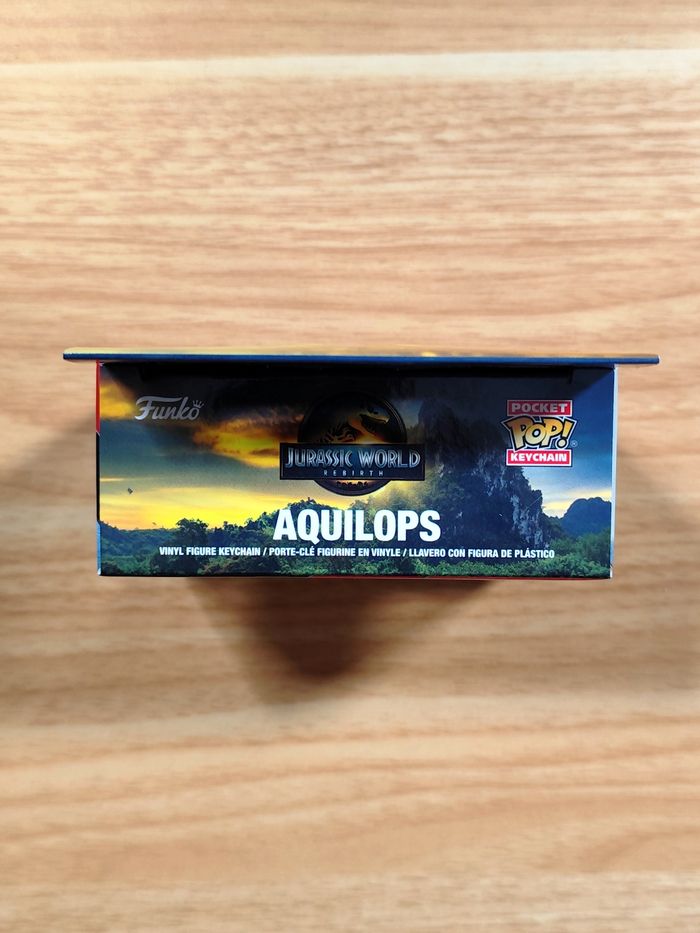 Funko
JURASSIC WORLD
REBIRTH
POCKET
POP!®
KEYCHAIN
AQUILOPS
VINYL FIGURE KEYCHAIN / PORTE-CLÉ FIGURINE EN VINYLE / LLAVERO CON FIGURA DE PLÁSTICO